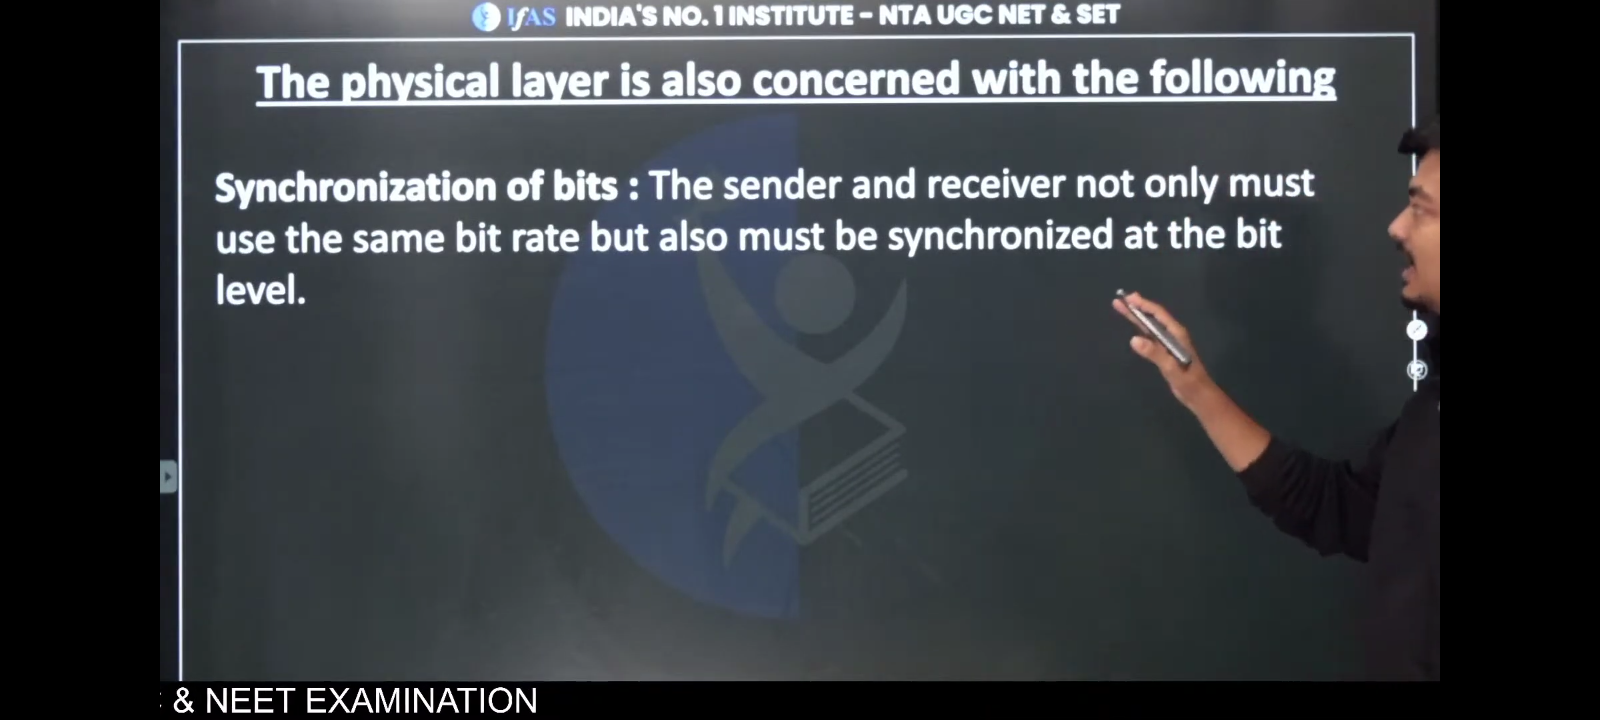 IFAS INDIA'S NO. 1 INSTITUTE – NTA UGC NET & SET
The physical layer is also concerned with the following
Synchronization of bits : The sender and receiver not only must
use the same bit rate but also must be synchronized at the bit
level.
& NEET EXAMINATION